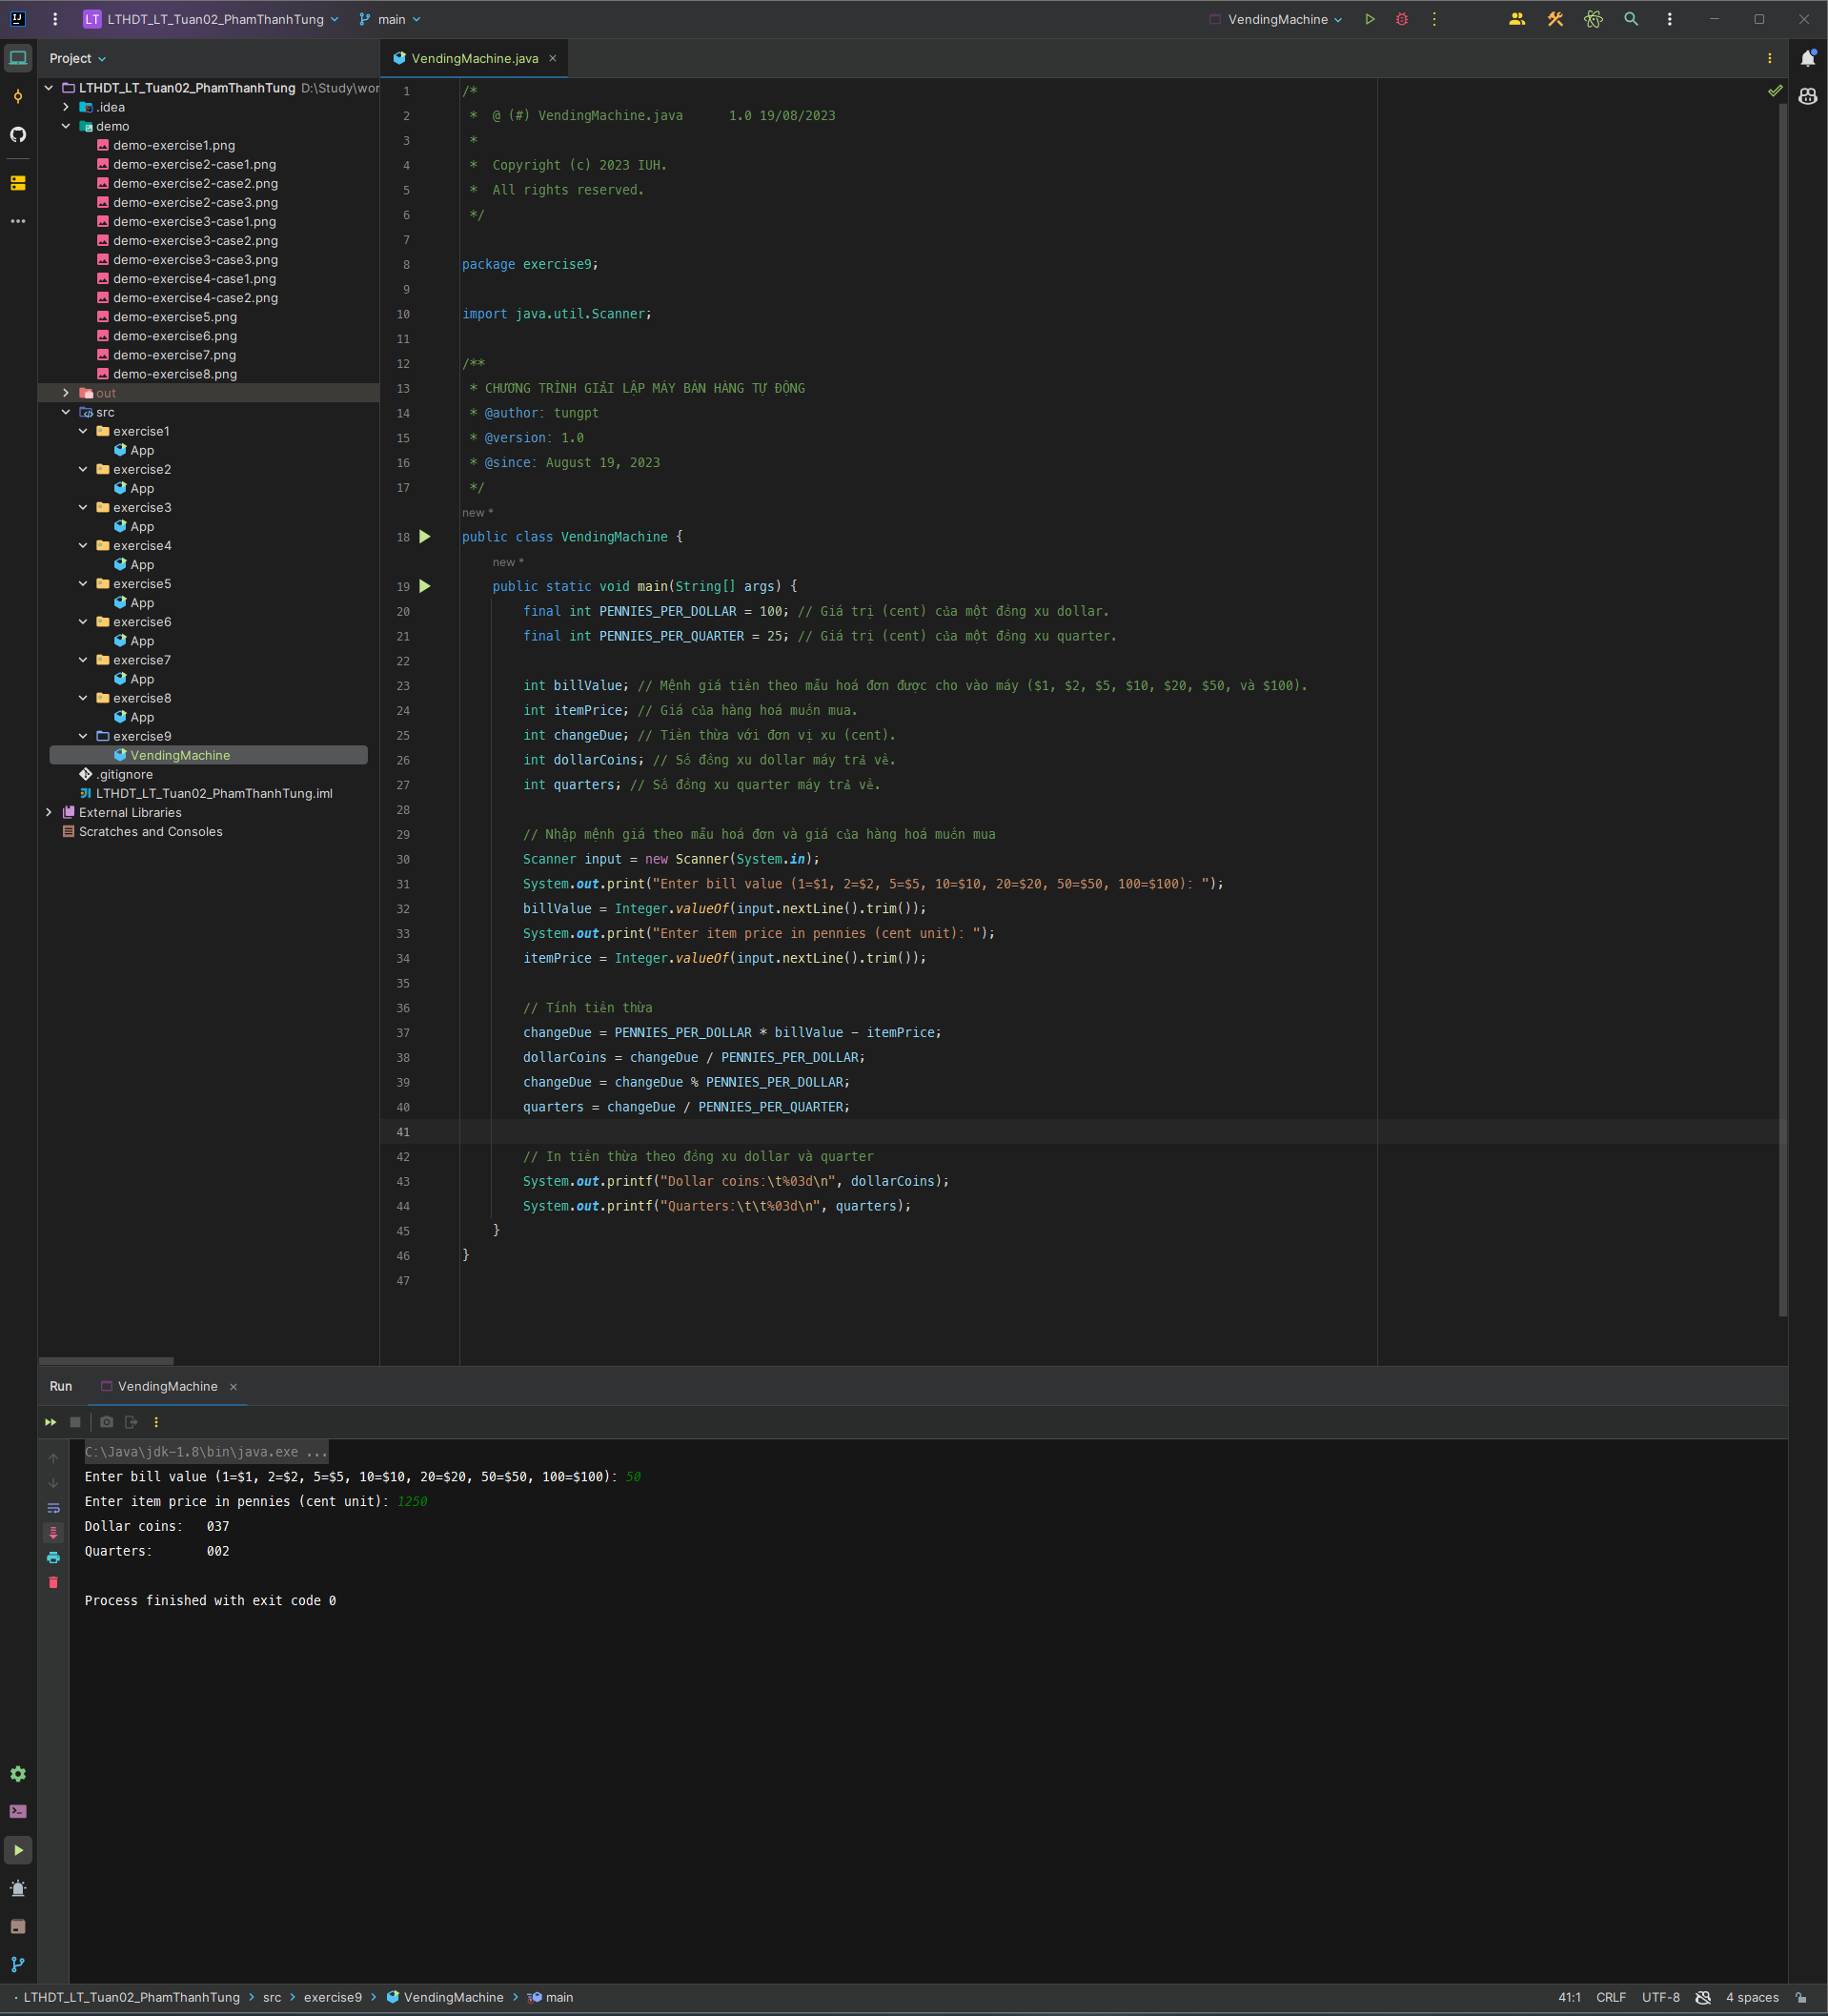 LT LTHDT_LT_Tuan02_PhamThanhTung main VendingMachine
Project
VendingMachine.java
LTHDT_LT_Tuan02_PhamThanhTung D:\Study\wor
.idea
demo
demo-exercise1.png
demo-exercise2-case1.png
demo-exercise2-case2.png
demo-exercise2-case3.png
demo-exercise3-case1.png
demo-exercise3-case2.png
demo-exercise3-case3.png
demo-exercise4-case1.png
demo-exercise4-case2.png
demo-exercise5.png
demo-exercise6.png
demo-exercise7.png
demo-exercise8.png
out
src
exercise1
App
exercise2
App
exercise3
App
exercise4
App
exercise5
App
exercise6
App
exercise7
App
exercise8
App
exercise9
VendingMachine
.gitignore
LTHDT_LT_Tuan02_PhamThanhTung.iml
External Libraries
Scratches and Consoles
1 /*
2  *  @ (#) VendingMachine.java      1.0 19/08/2023
3  *
4  *  Copyright (c) 2023 IUH.
5  *  All rights reserved.
6  */
7
8 package exercise9;
9
10 import java.util.Scanner;
11
12 /**
13  * CHƯƠNG TRÌNH GIẢI LẬP MÁY BÁN HÀNG TỰ ĐỘNG
14  * @author: tungpt
15  * @version: 1.0
16  * @since: August 19, 2023
17  */
new *
18 public class VendingMachine {
new *
19     public static void main(String[] args) {
20         final int PENNIES_PER_DOLLAR = 100; // Giá trị (cent) của một đồng xu dollar.
21         final int PENNIES_PER_QUARTER = 25; // Giá trị (cent) của một đồng xu quarter.
22
23         int billValue; // Mệnh giá tiền theo mẫu hoá đơn được cho vào máy ($1, $2, $5, $10, $20, $50, và $100).
24         int itemPrice; // Giá của hàng hoá muốn mua.
25         int changeDue; // Tiền thừa với đơn vị xu (cent).
26         int dollarCoins; // Số đồng xu dollar máy trả về.
27         int quarters; // Số đồng xu quarter máy trả về.
28
29         // Nhập mệnh giá theo mẫu hoá đơn và giá của hàng hoá muốn mua
30         Scanner input = new Scanner(System.in);
31         System.out.print("Enter bill value (1=$1, 2=$2, 5=$5, 10=$10, 20=$20, 50=$50, 100=$100): ");
32         billValue = Integer.valueOf(input.nextLine().trim());
33         System.out.print("Enter item price in pennies (cent unit): ");
34         itemPrice = Integer.valueOf(input.nextLine().trim());
35
36         // Tính tiền thừa
37         changeDue = PENNIES_PER_DOLLAR * billValue - itemPrice;
38         dollarCoins = changeDue / PENNIES_PER_DOLLAR;
39         changeDue = changeDue % PENNIES_PER_DOLLAR;
40         quarters = changeDue / PENNIES_PER_QUARTER;
41
42         // In tiền thừa theo đồng xu dollar và quarter
43         System.out.printf("Dollar coins:\t%03d\n", dollarCoins);
44         System.out.printf("Quarters:\t\t%03d\n", quarters);
45     }
46 }
47
Run VendingMachine
C:\Java\jdk-1.8\bin\java.exe ...
Enter bill value (1=$1, 2=$2, 5=$5, 10=$10, 20=$20, 50=$50, 100=$100): 50
Enter item price in pennies (cent unit): 1250
Dollar coins:   037
Quarters:       002
Process finished with exit code 0
LTHDT_LT_Tuan02_PhamThanhTung > src > exercise9 > VendingMachine > main 41:1 CRLF UTF-8 4 spaces